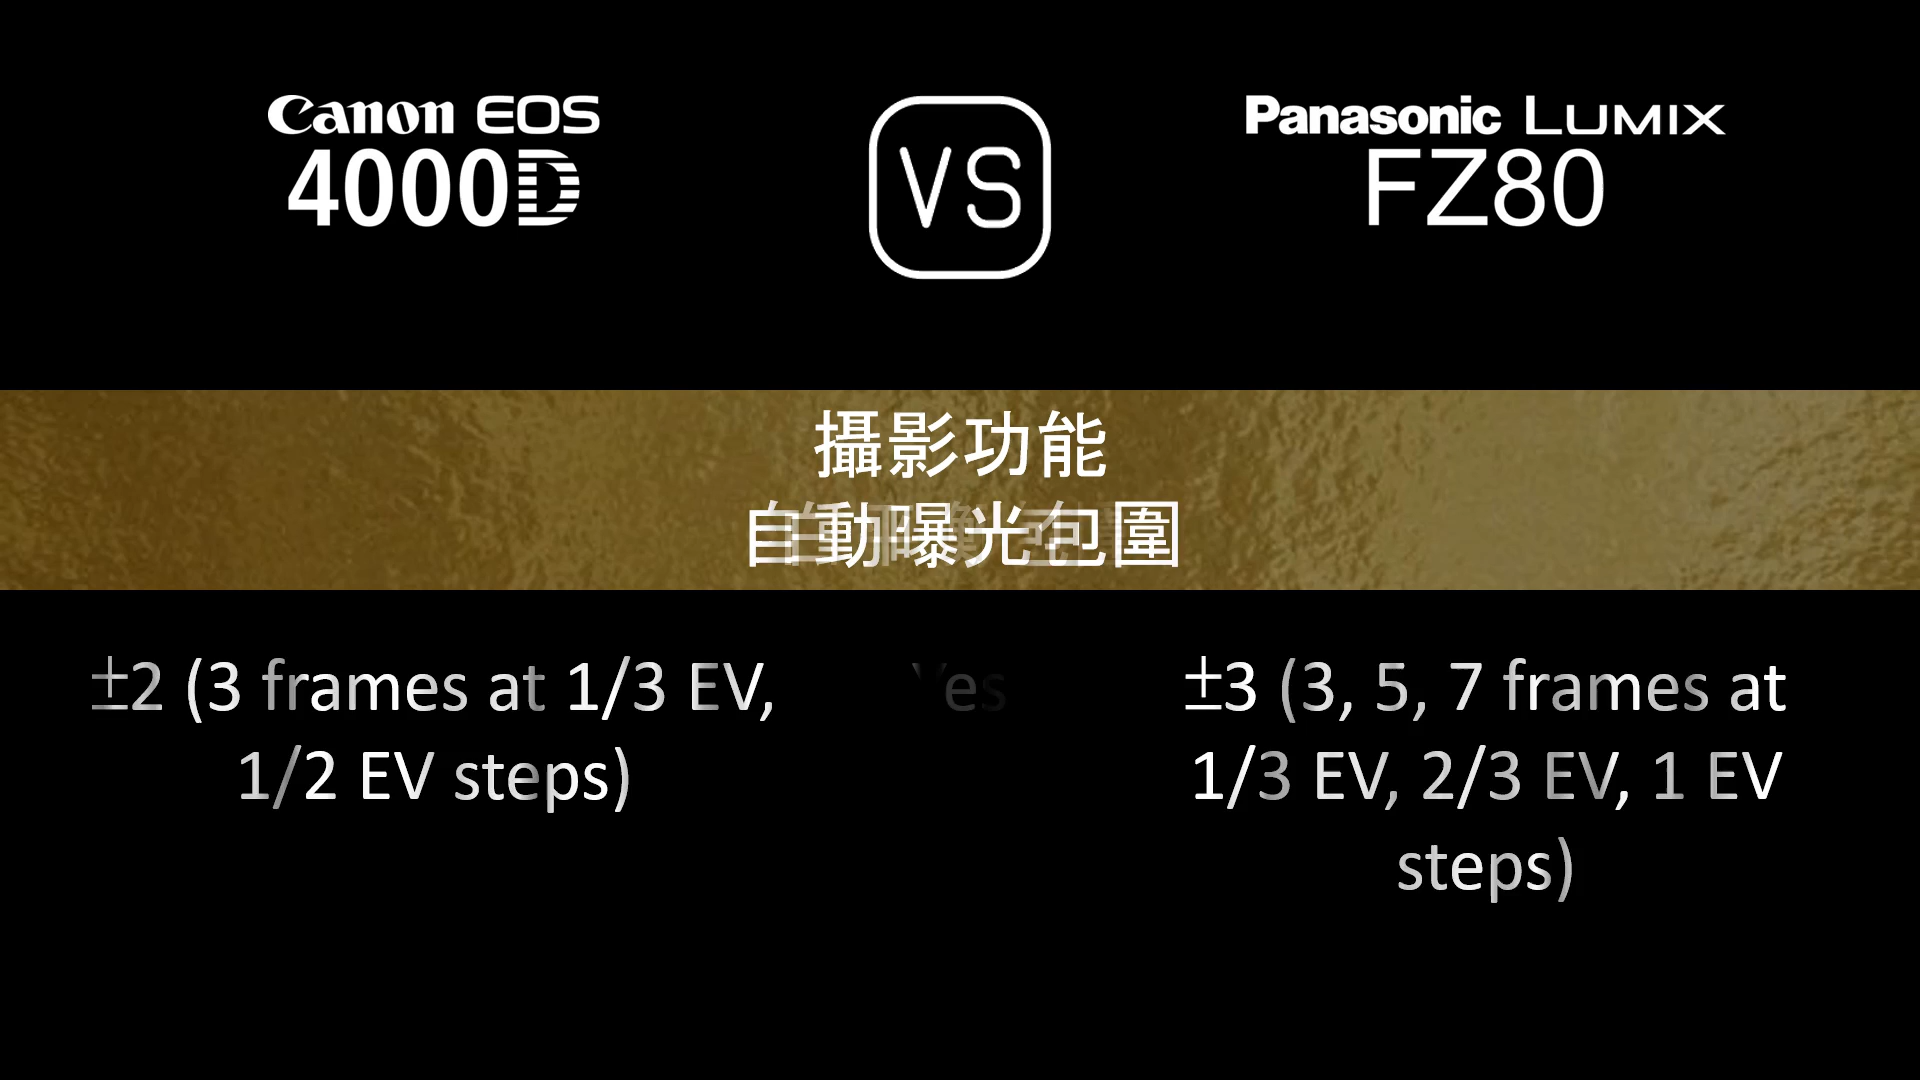 Canon EOS
4000D
VS
Panasonic LUMIX
FZ80
攝影功能
自動曝光包圍
±2 (3 frames at 1/3 EV,
1/2 EV steps)
Yes
±3 (3, 5, 7 frames at
1/3 EV, 2/3 EV, 1 EV
steps)